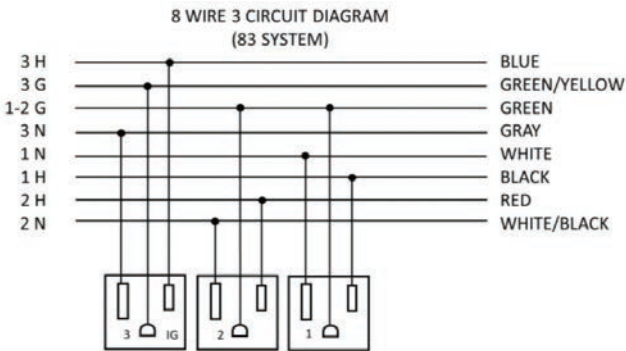 8 WIRE 3 CIRCUIT DIAGRAM
(83 SYSTEM)
3 H BLUE
3 G GREEN/YELLOW
1-2 G GREEN
3 N GRAY
1 N WHITE
1 H BLACK
2 H RED
2 N WHITE/BLACK
3 IG 2 1